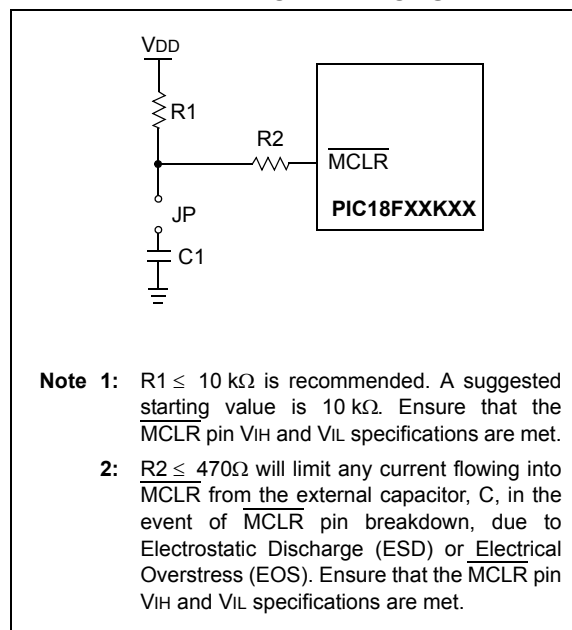 VDD
R1
R2
MCLR
JP
PIC18FXXKXX
C1
Note 1: R1 ≤ 10 kΩ is recommended. A suggested
starting value is 10 kΩ. Ensure that the
MCLR pin VIH and VIL specifications are met.
2: R2 ≤ 470Ω will limit any current flowing into
MCLR from the external capacitor, C, in the
event of MCLR pin breakdown, due to
Electrostatic Discharge (ESD) or Electrical
Overstress (EOS). Ensure that the MCLR pin
VIH and VIL specifications are met.